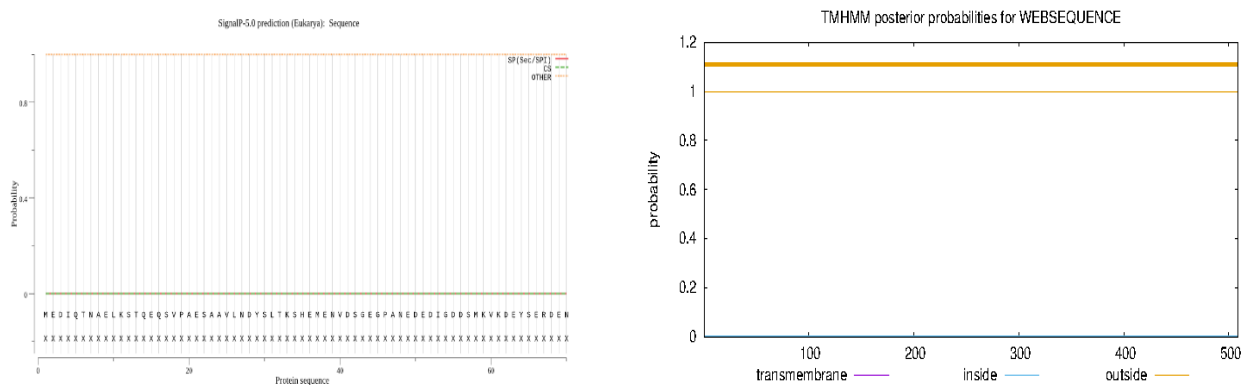 SignalP-5.0 prediction (Eukarya): Sequence
SP(Sec/SPI)
CS
OTHER
0.8
0.4
0
Probability
M E D I Q T N A E L K S T Q E Q S V P A E S A A V L N D Y S L T K S H E M E N V D S G E G P A N E D E D I G D D S M K V K D E Y S E R D E N
X X X X X X X X X X X X X X X X X X X X X X X X X X X X X X X X X X X X X X X X X X X X X X X X X X X X X X X X X X X X X X X X X X X X X X
0 20 40 60
Protein sequence
TMHMM posterior probabilities for WEBSEQUENCE
1.2
1
0.8
0.6
0.4
0.2
0
probability
100 200 300 400 500
transmembrane inside outside